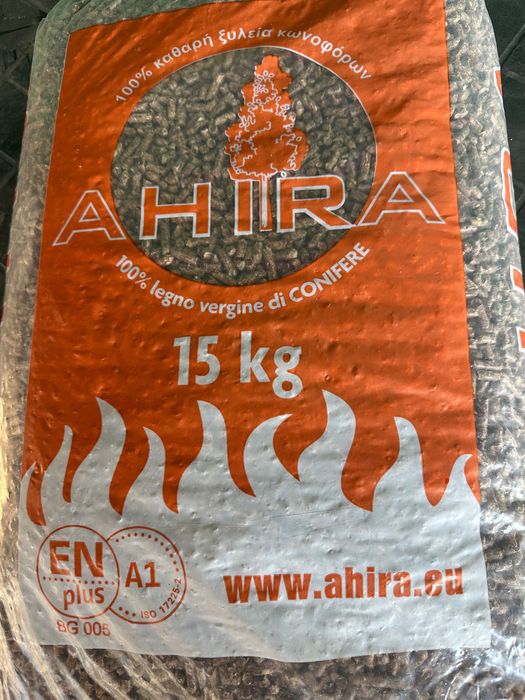 100% καθαρή ξυλεία κωνοφόρων
AHIRA
100% legno vergine di CONIFERE
15 kg
EN
plus
A1
ISO 17225-2
BG 005
www.ahira.eu